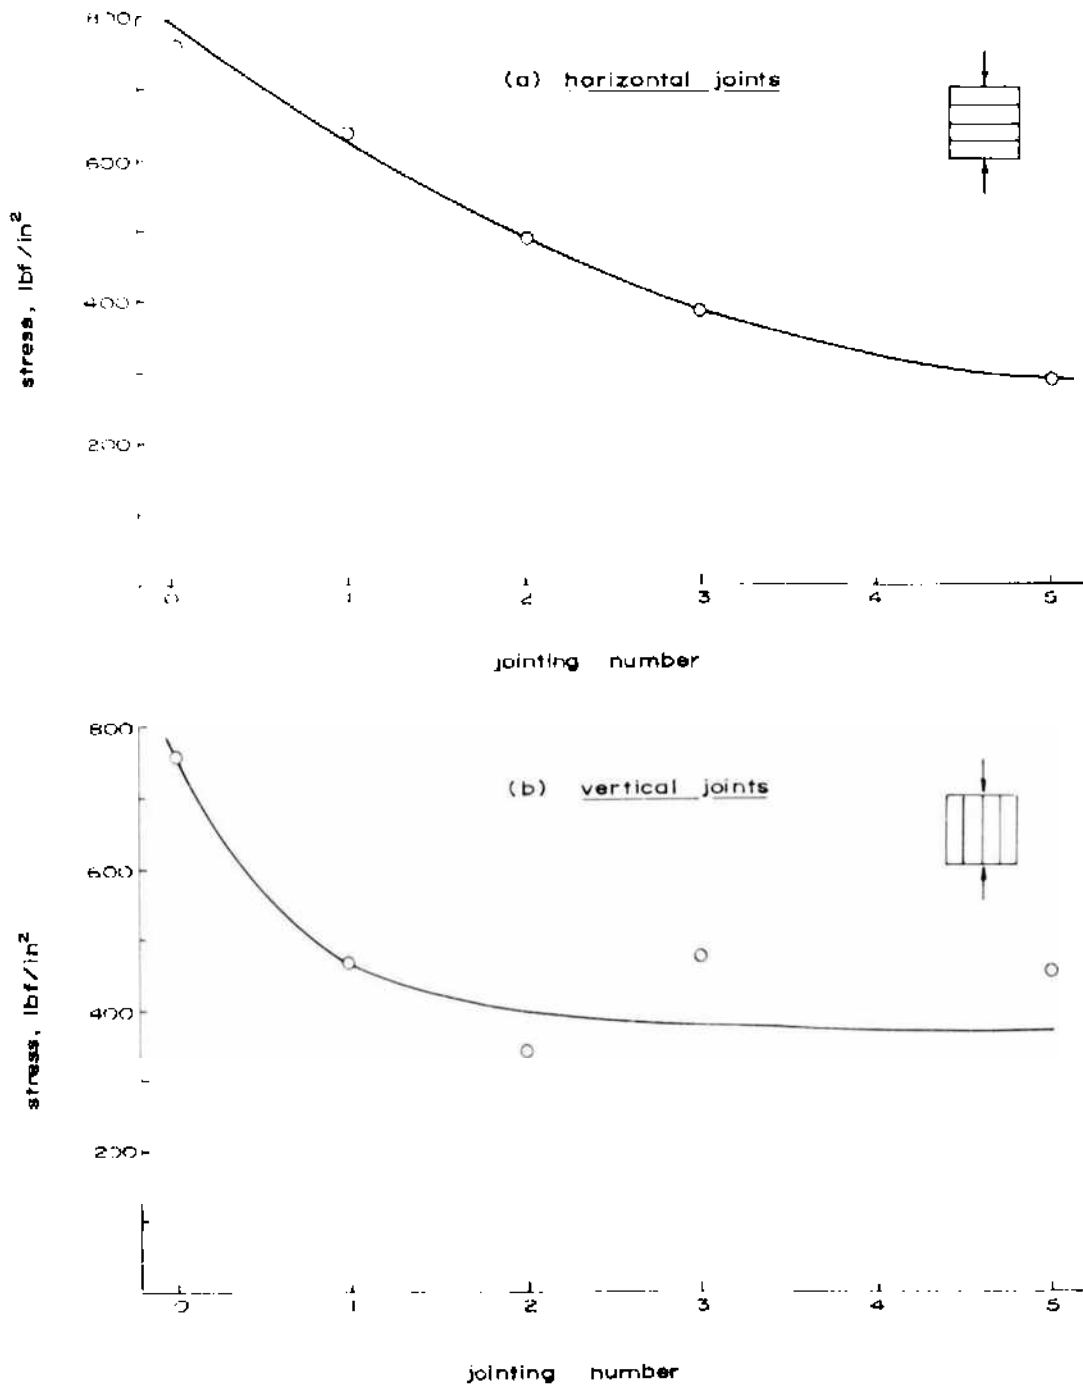 800
(a) horizontal joints
600
stress, lbf/in²
400
200
0 1 2 3 4 5
jointing number
800
(b) vertical joints
600
stress, lbf/in²
400
200
0 1 2 3 4 5
jointing number